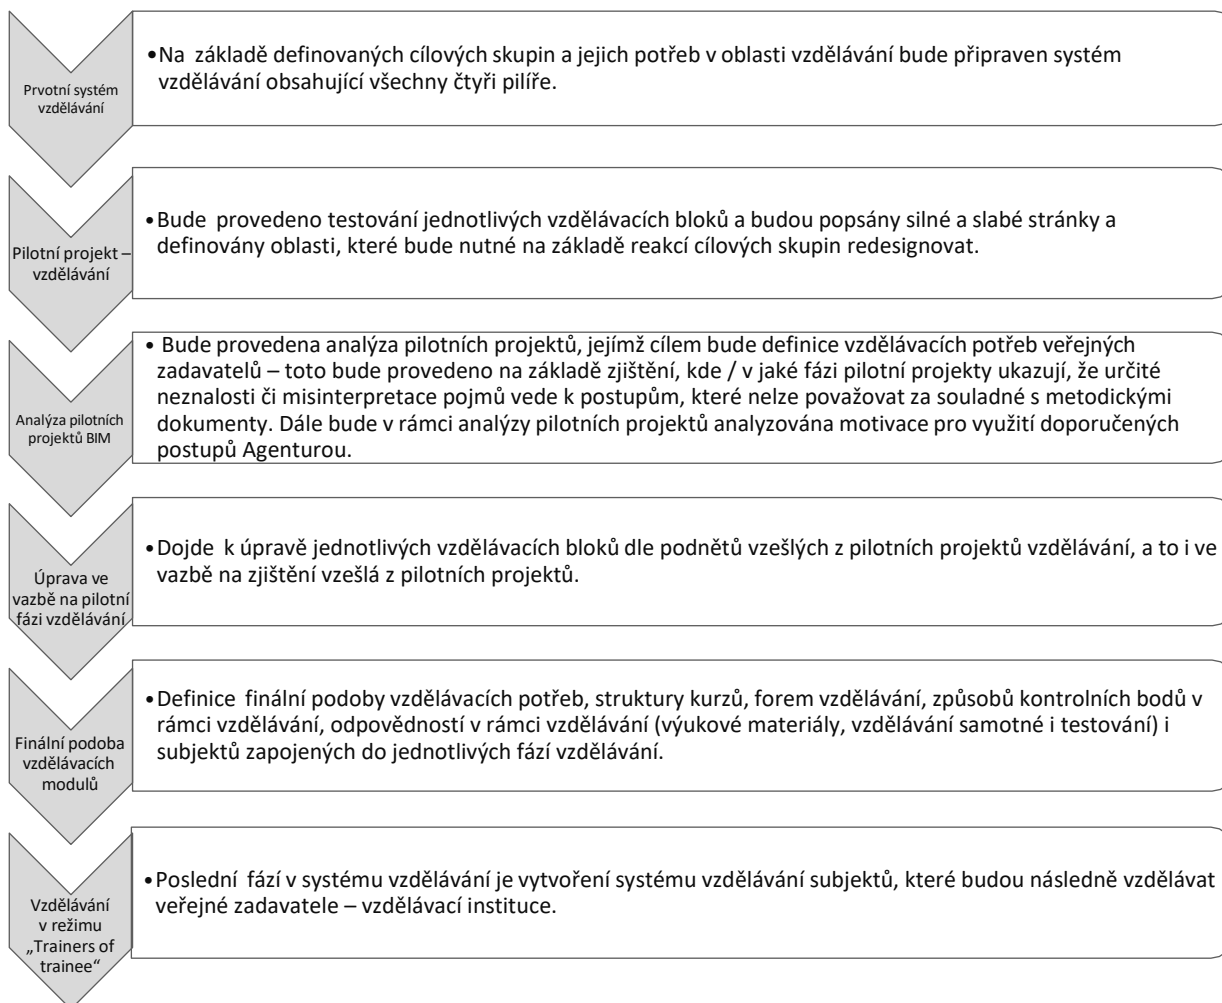 Prvotní systém
vzdělávání
•Na základě definovaných cílových skupin a jejich potřeb v oblasti vzdělávání bude připraven systém
vzdělávání obsahující všechny čtyři pilíře.
Pilotní projekt –
vzdělávání
•Bude provedeno testování jednotlivých vzdělávacích bloků a budou popsány silné a slabé stránky a
definovány oblasti, které bude nutné na základě reakcí cílových skupin redesignovat.
Analýza pilotních
projektů BIM
• Bude provedena analýza pilotních projektů, jejímž cílem bude definice vzdělávacích potřeb veřejných
zadavatelů – toto bude provedeno na základě zjištění, kde / v jaké fázi pilotní projekty ukazují, že určité
neznalosti či misinterpretace pojmů vede k postupům, které nelze považovat za souladné s metodickými
dokumenty. Dále bude v rámci analýzy pilotních projektů analyzována motivace pro využití doporučených
postupů Agenturou.
Úprava ve
vazbě na pilotní
fázi vzdělávání
•Dojde k úpravě jednotlivých vzdělávacích bloků dle podnětů vzešlých z pilotních projektů vzdělávání, a to i ve
vazbě na zjištění vzešlá z pilotních projektů.
Finální podoba
vzdělávacích
modulů
•Definice finální podoby vzdělávacích potřeb, struktury kurzů, forem vzdělávání, způsobů kontrolních bodů v
rámci vzdělávání, odpovědností v rámci vzdělávání (výukové materiály, vzdělávání samotné i testování) i
subjektů zapojených do jednotlivých fází vzdělávání.
Vzdělávání
v režimu
„Trainers of
trainee“
•Poslední fází v systému vzdělávání je vytvoření systému vzdělávání subjektů, které budou následně vzdělávat
veřejné zadavatele – vzdělávací instituce.